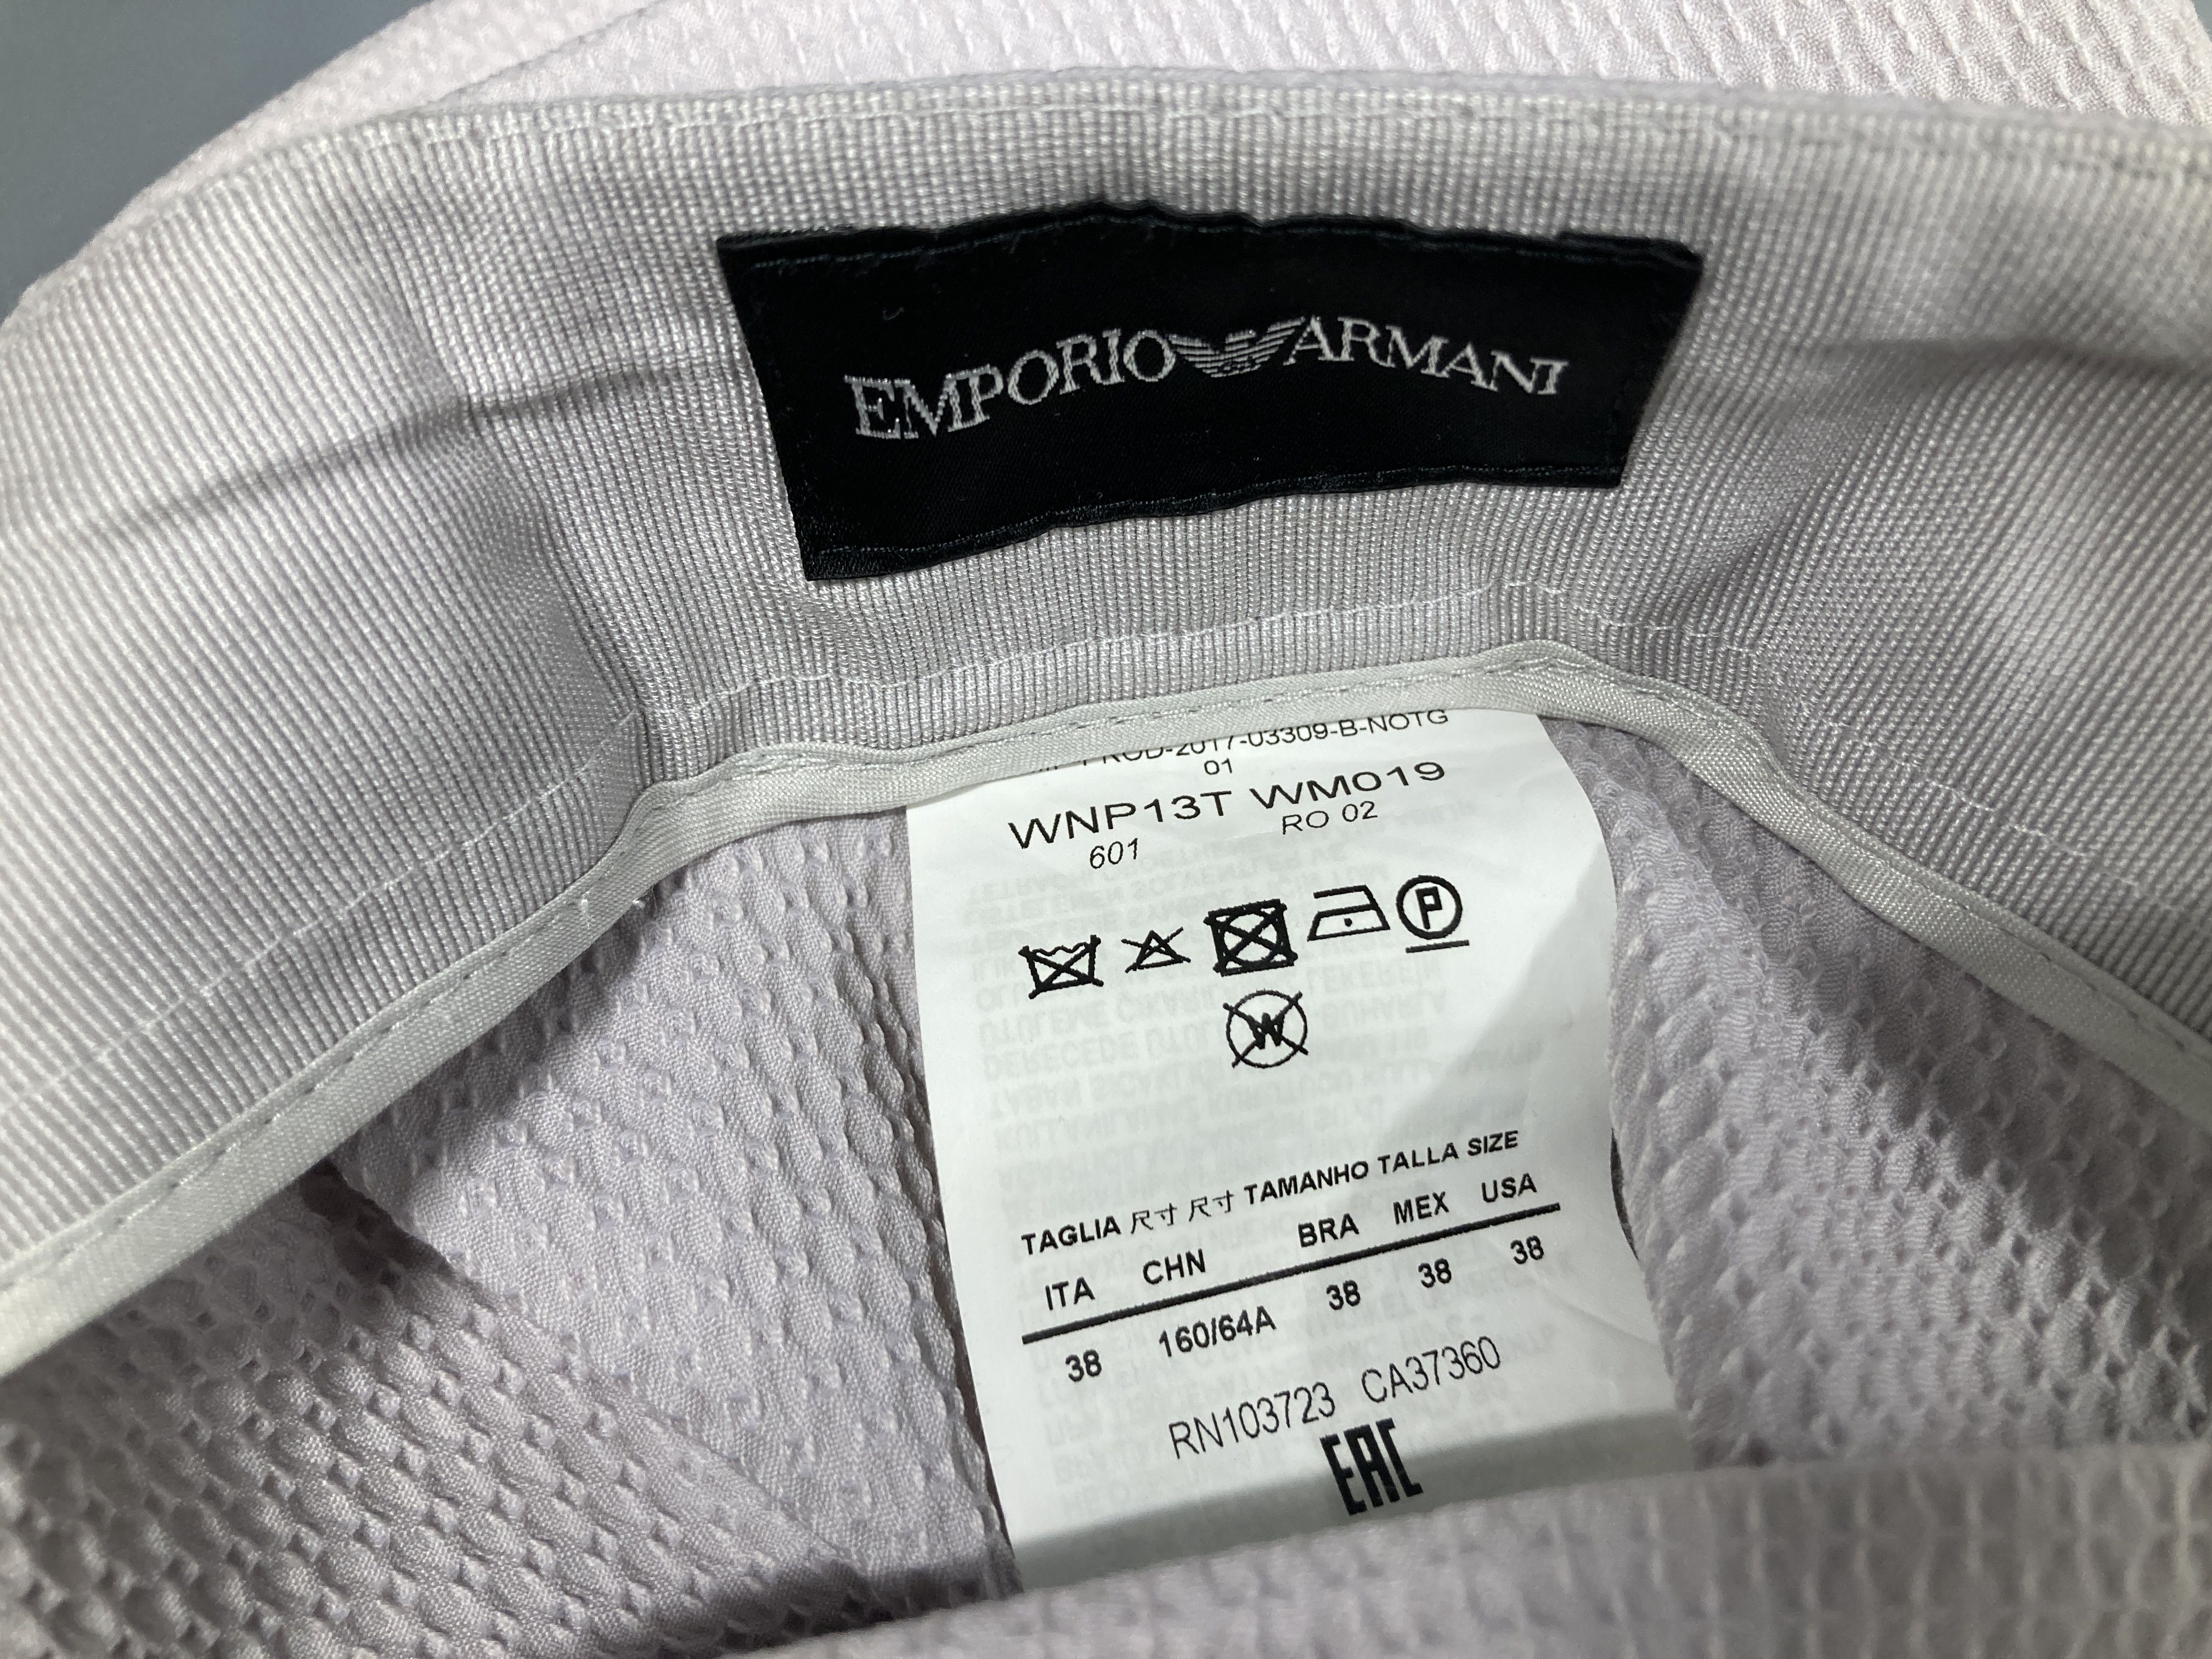 EMPORIO ARMANI
PROD-2017-03309-B-NOTG
01
WNP13T WM019
601 RO 02
P
W
TAGLIA 尺寸 尺寸 TAMANHO TALLA SIZE
ITA CHN BRA MEX USA
38 160/64A 38 38 38
RN103723 CA37360
EAC